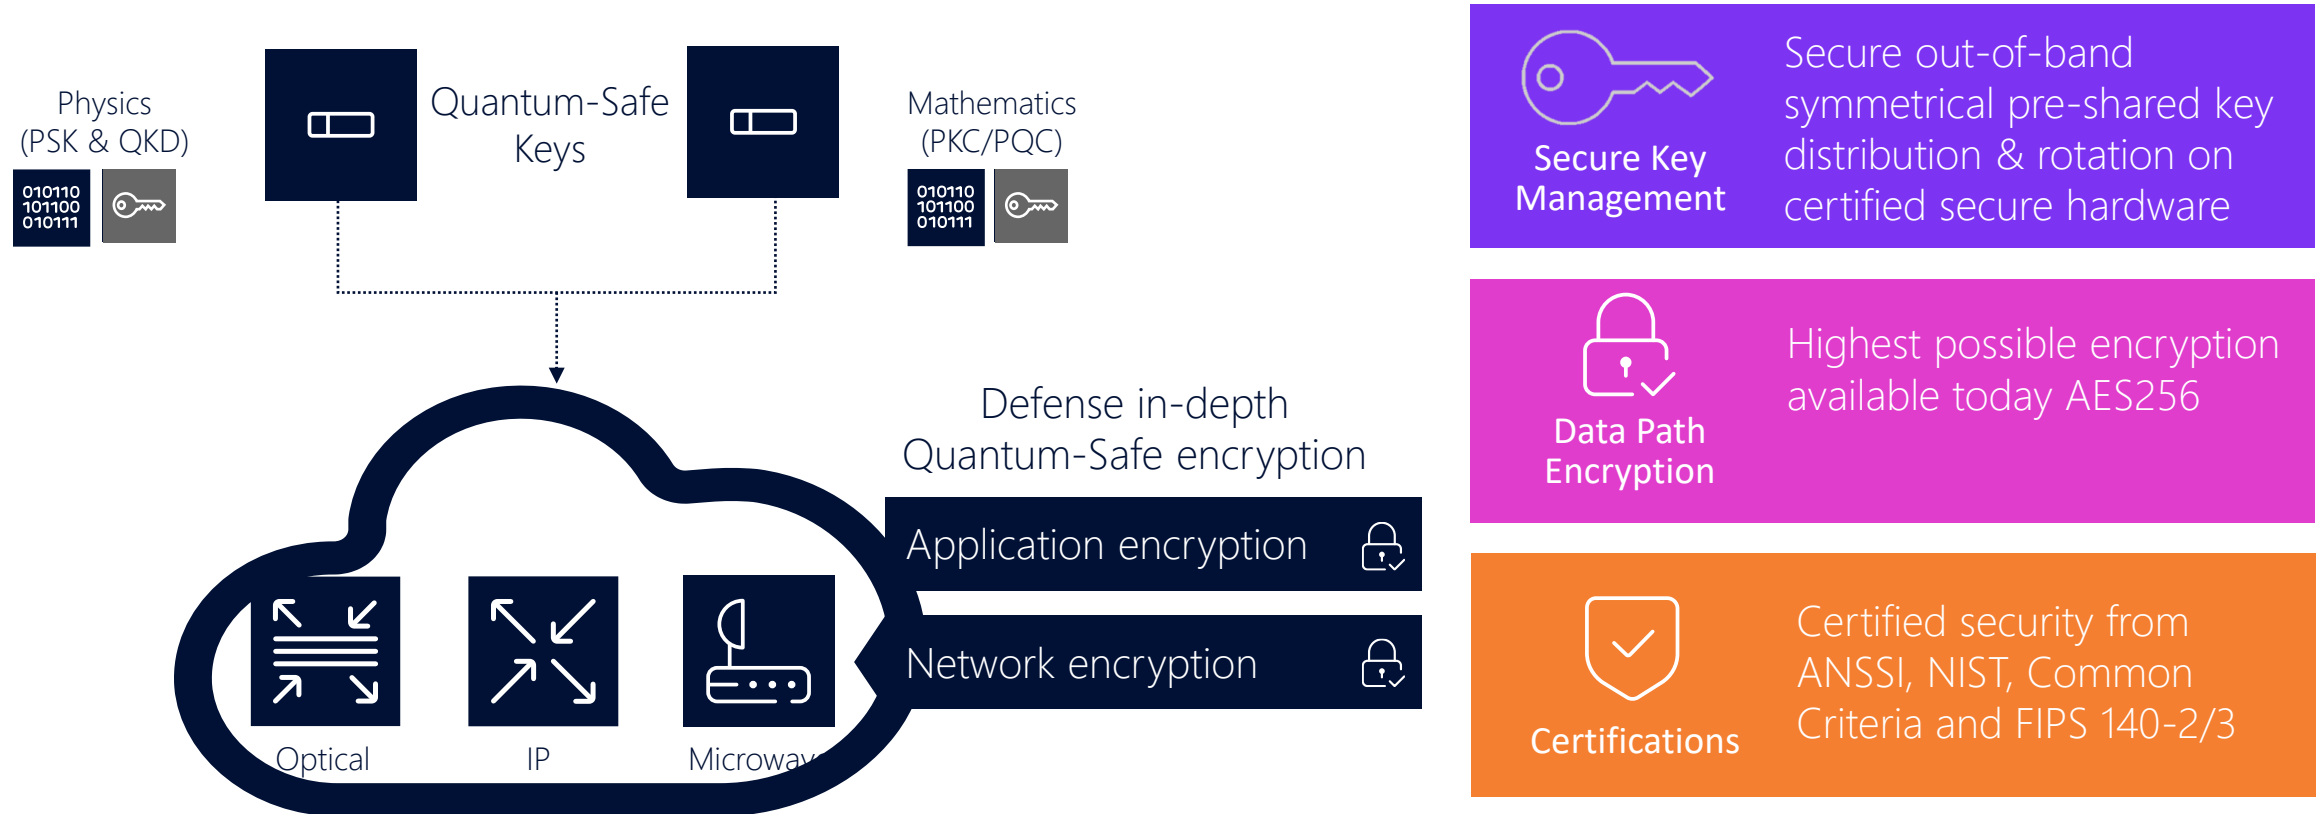 Physics
(PSK & QKD)
010110
101100
010111
Quantum-Safe
Keys
Mathematics
(PKC/PQC)
010110
101100
010111
Defense in-depth
Quantum-Safe encryption
Application encryption
Network encryption
Optical
IP
Microwave
Secure Key
Management
Secure out-of-band
symmetrical pre-shared key
distribution & rotation on
certified secure hardware
Data Path
Encryption
Highest possible encryption
available today AES256
Certifications
Certified security from
ANSSI, NIST, Common
Criteria and FIPS 140-2/3